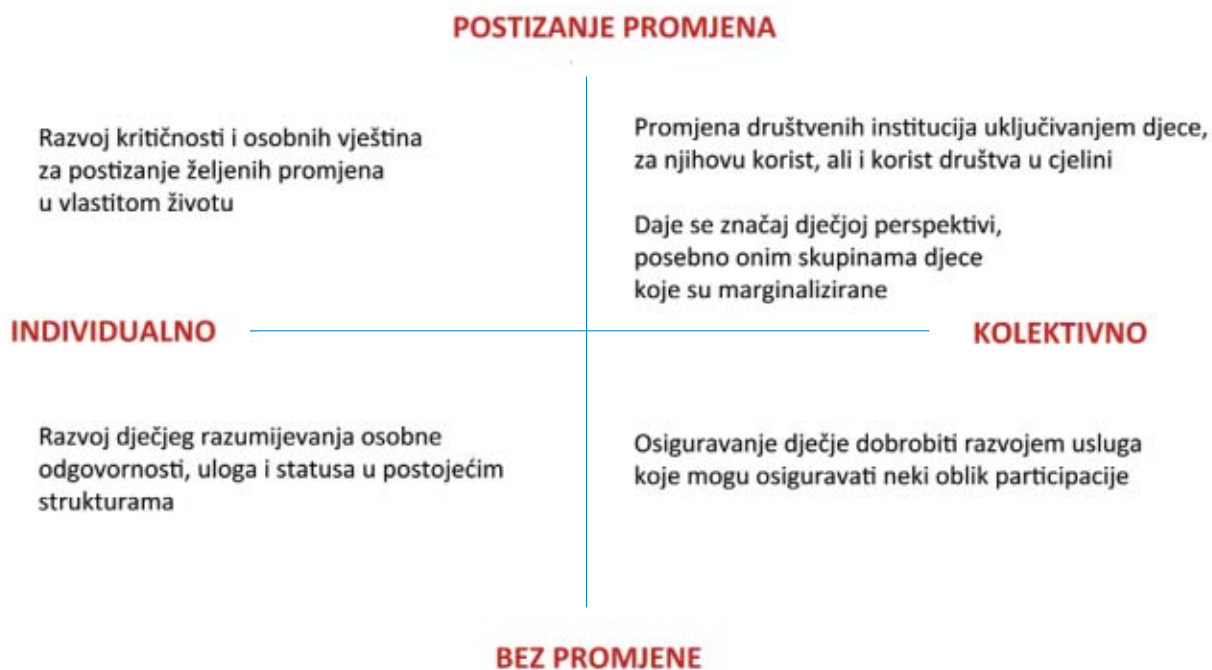 POSTIZANJE PROMJENA
Razvoj kritičnosti i osobnih vještina
za postizanje željenih promjena
u vlastitom životu
Promjena društvenih institucija uključivanjem djece,
za njihovu korist, ali i korist društva u cjelini
Daje se značaj dječjoj perspektivi,
posebno onim skupinama djece
koje su marginalizirane
INDIVIDUALNO
KOLEKTIVNO
Razvoj dječjeg razumijevanja osobne
odgovornosti, uloga i statusa u postojećim
strukturama
Osiguravanje dječje dobrobiti razvojem usluga
koje mogu osiguravati neki oblik participacije
BEZ PROMJENE